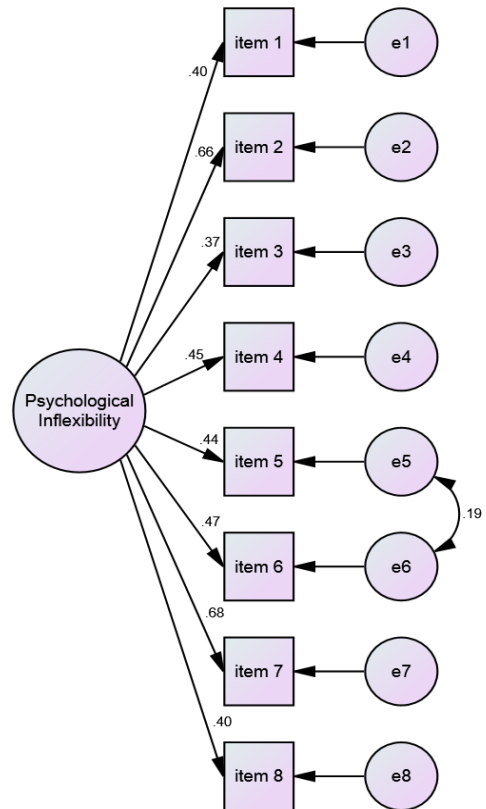 item 1
e1
.40
item 2
e2
.66
item 3
e3
.37
item 4
e4
.45
Psychological
Inflexibility
item 5
e5
.44
.19
item 6
e6
.47
item 7
e7
.68
item 8
e8
.40